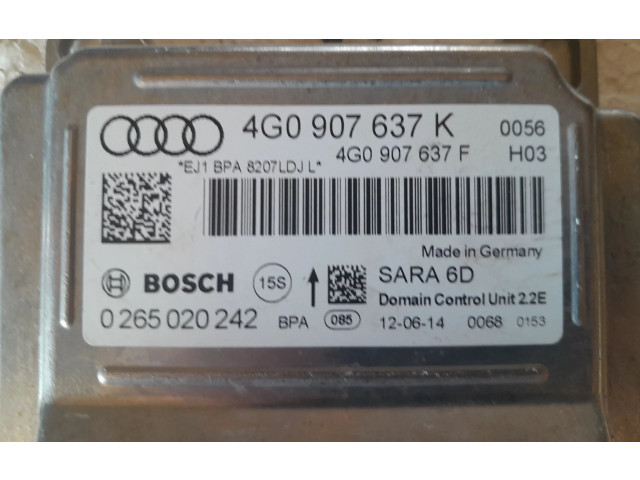 4G0 907 637 K 0056
4G0 907 637 F H03
*EJ1 BPA 8207LDJ L*
Made in Germany
BOSCH 15S SARA 6D
Domain Control Unit 2.2E
0 265 020 242 BPA 085 12-06-14 0068 0153